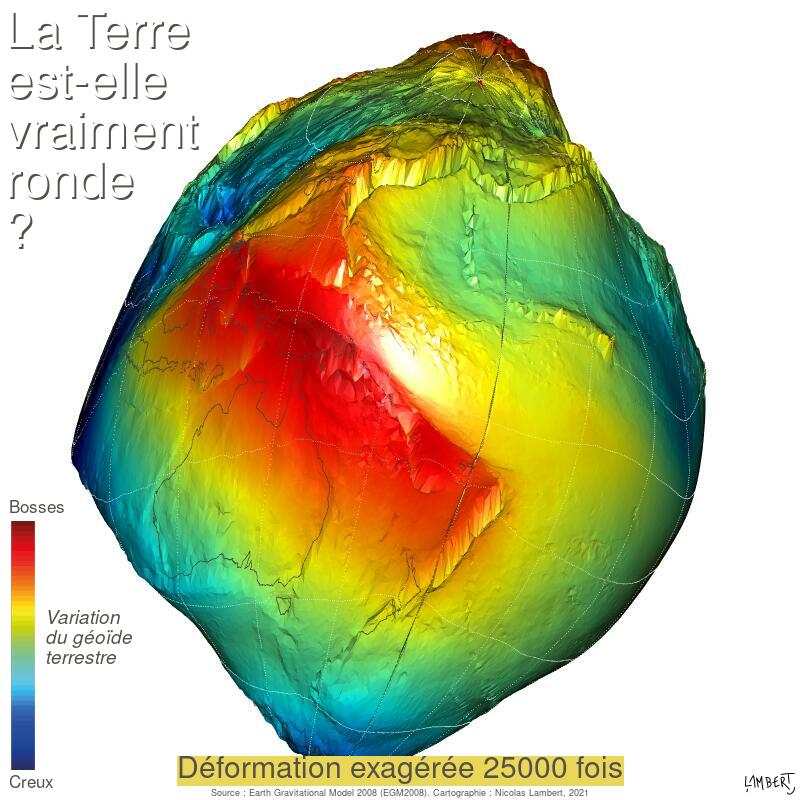 La Terre
est-elle
vraiment
ronde
?
Bosses
Variation
du géoïde
terrestre
Creux
Déformation exagérée 25000 fois
Source : Earth Gravitational Model 2008 (EGM2008). Cartographie : Nicolas Lambert, 2021
LAMBERT